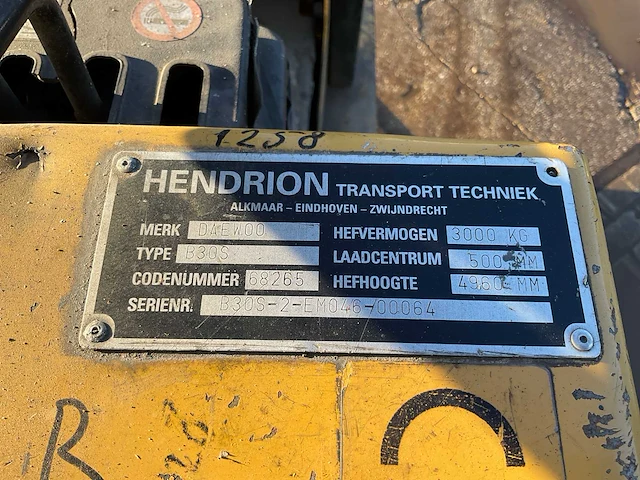 1258
HENDRION TRANSPORT TECHNIEK
ALKMAAR - EINDHOVEN - ZWIJNDRECHT
MERK DAEWOO HEFVERMOGEN 3000 KG
TYPE B30S LAADCENTRUM 500 MM
CODENUMMER 68265 HEFHOOGTE 4960 MM
SERIENR. B30S-2-EM046-00064
R